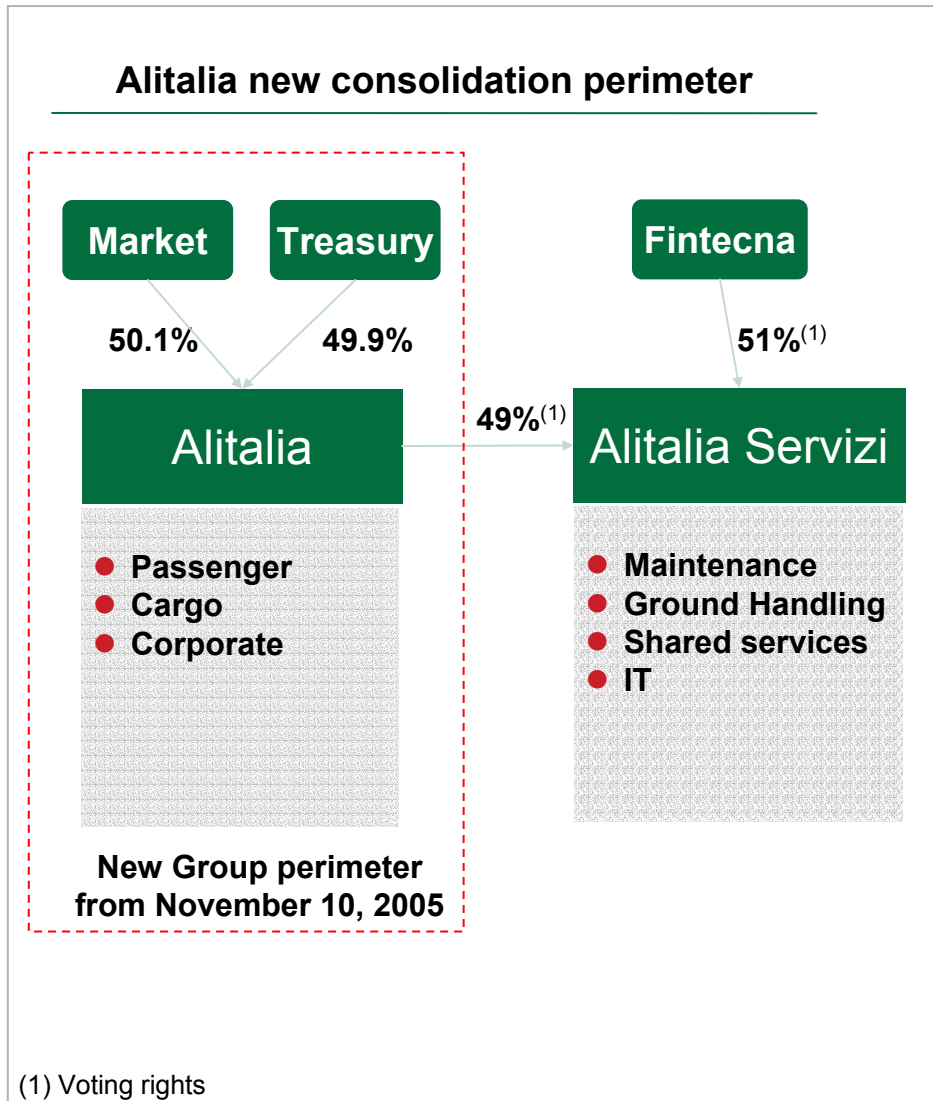 Alitalia new consolidation perimeter
Market
Treasury
Fintecna
50.1%
49.9%
51%(1)
Alitalia
49%(1)
Alitalia Servizi
Passenger
Cargo
Corporate
Maintenance
Ground Handling
Shared services
IT
New Group perimeter
from November 10, 2005
(1) Voting rights